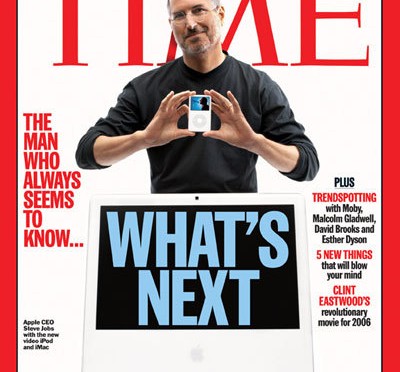 TIME
THE
MAN
WHO
ALWAYS
SEEMS
TO
KNOW...
WHAT'S
NEXT
PLUS
TRENDSPOTTING
with Moby,
Malcolm Gladwell,
David Brooks and
Esther Dyson
5 NEW THINGS
that will blow
your mind
CLINT
EASTWOOD'S
revolutionary
movie for 2006
Apple CEO
Steve Jobs
with the new
video iPod
and iMac